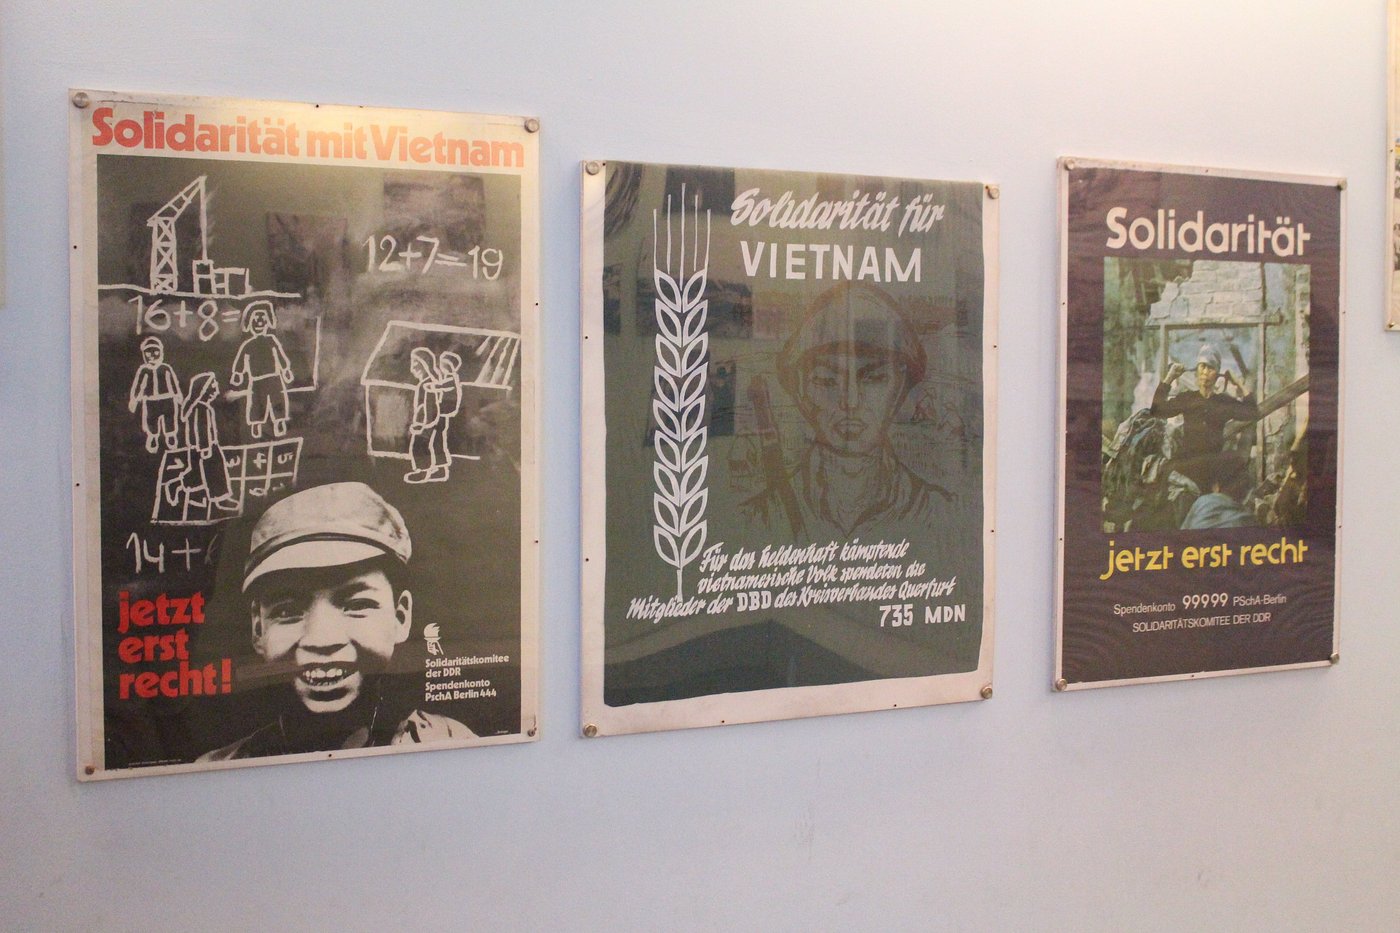 Solidarität mit Vietnam
12+7=19
16+8=
14+
jetzt
erst
recht!
Solidaritätskomitee
der DDR
Spendenkonto
PschA Berlin 444
Solidarität für
VIETNAM
Für das heldenhaft kämpfende
vietnamesische Volk spendeten die
Mitglieder der DBD des Kreisverbandes Querfurt
735 MDN
Solidarität
jetzt erst recht
Spendenkonto 99999 PSchA-Berlin
SOLIDARITÄTSKOMITEE DER DDR